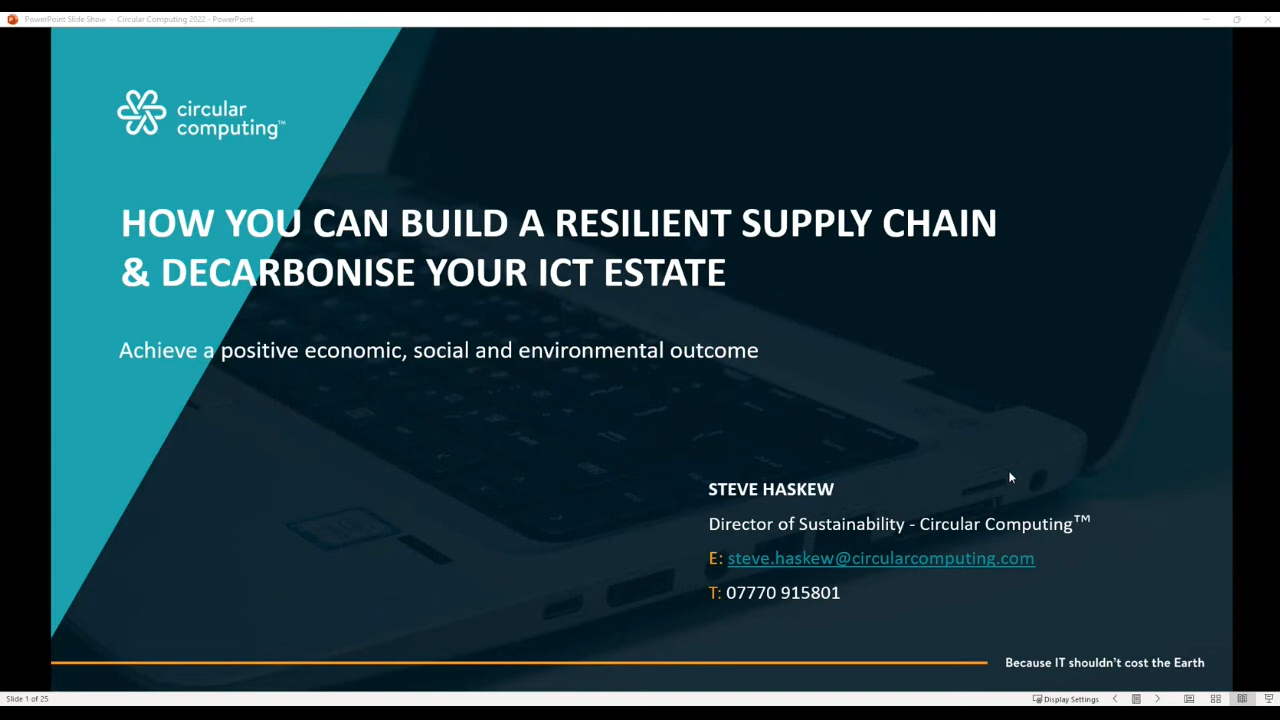 PowerPoint Slide Show - Circular Computing 2022 - PowerPoint
circular
computing™
HOW YOU CAN BUILD A RESILIENT SUPPLY CHAIN
& DECARBONISE YOUR ICT ESTATE
Achieve a positive economic, social and environmental outcome
STEVE HASKEW
Director of Sustainability - Circular Computing™
E: steve.haskew@circularcomputing.com
T: 07770 915801
Because IT shouldn't cost the Earth
Slide 1 of 25
Display Settings